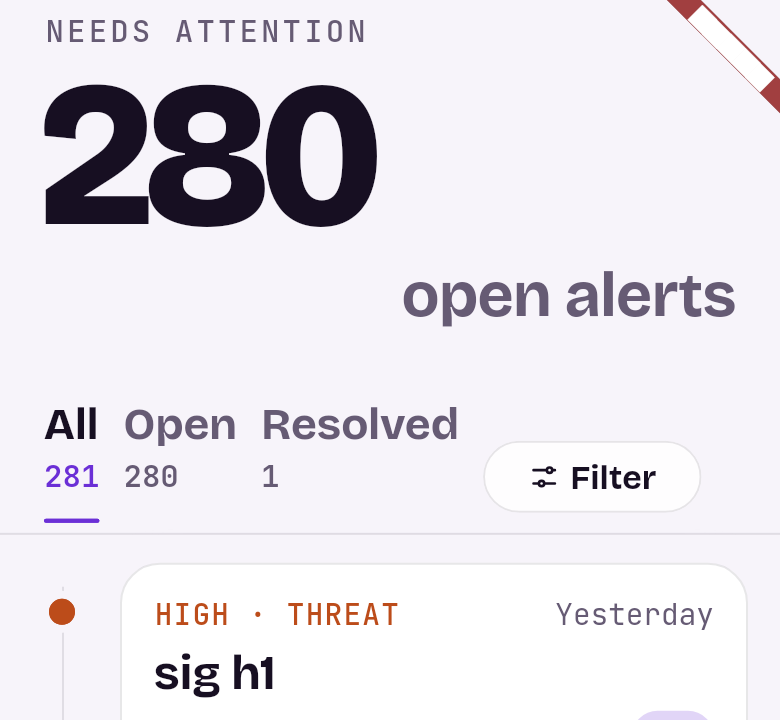 NEEDS ATTENTION
280
open alerts
All Open Resolved
281 280 1
Filter
HIGH · THREAT Yesterday
sig h1